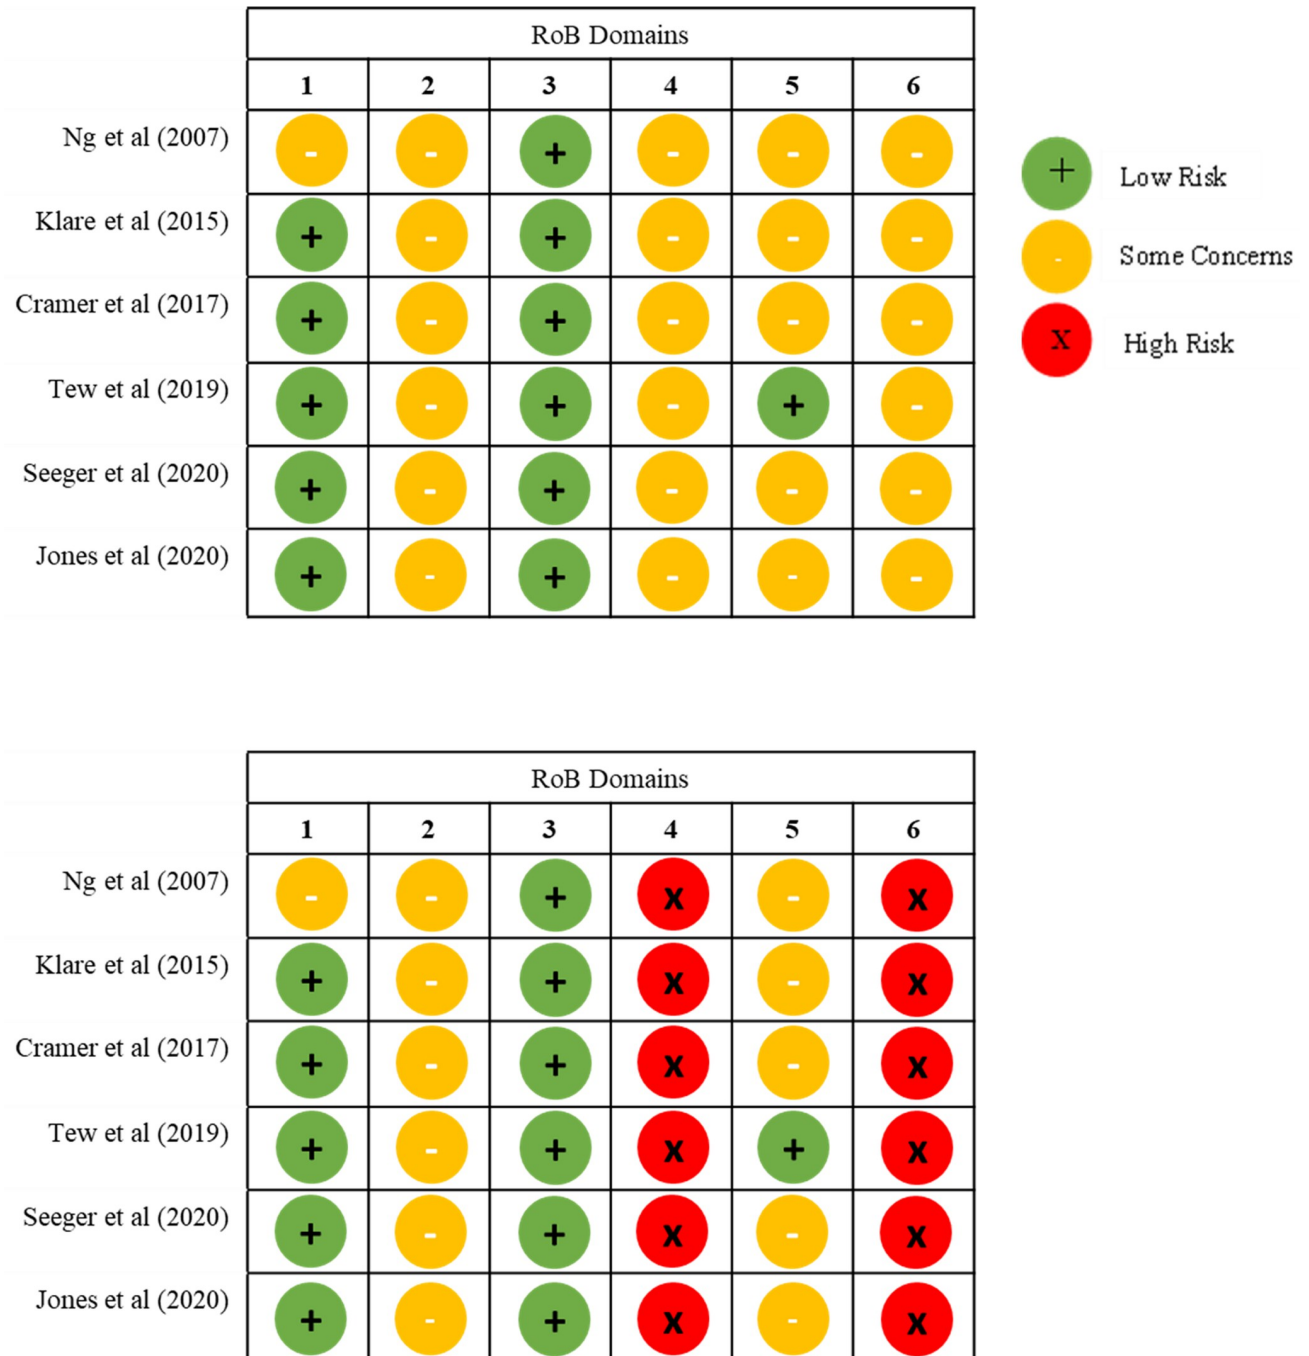 RoB Domains
1 2 3 4 5 6
Ng et al (2007) - - + - - -
Klare et al (2015) + - + - - -
Cramer et al (2017) + - + - - -
Tew et al (2019) + - + - + -
Seeger et al (2020) + - + - - -
Jones et al (2020) + - + - - -
+ Low Risk
- Some Concerns
X High Risk
RoB Domains
1 2 3 4 5 6
Ng et al (2007) - - + x - x
Klare et al (2015) + - + x - x
Cramer et al (2017) + - + x - x
Tew et al (2019) + - + x + x
Seeger et al (2020) + - + x - x
Jones et al (2020) + - + x - x